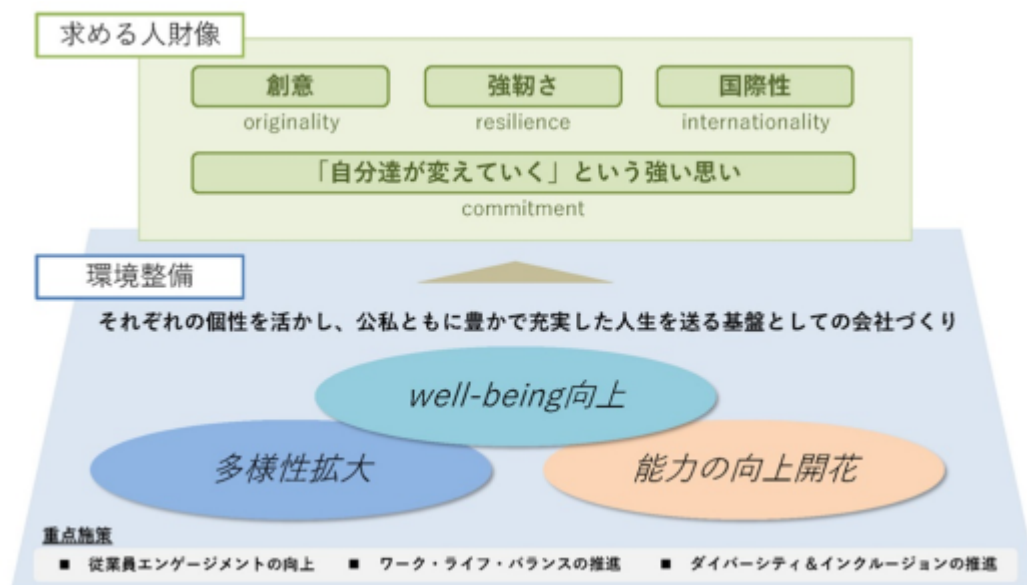 求める人財像
創意 強靭さ 国際性
originality resilience internationality
「自分達が変えていく」という強い思い
commitment
環境整備
それぞれの個性を活かし、公私ともに豊かで充実した人生を送る基盤としての会社づくり
well-being向上
多様性拡大 能力の向上開花
重点施策
■ 従業員エンゲージメントの向上 ■ ワーク・ライフ・バランスの推進 ■ ダイバーシティ&インクルージョンの推進